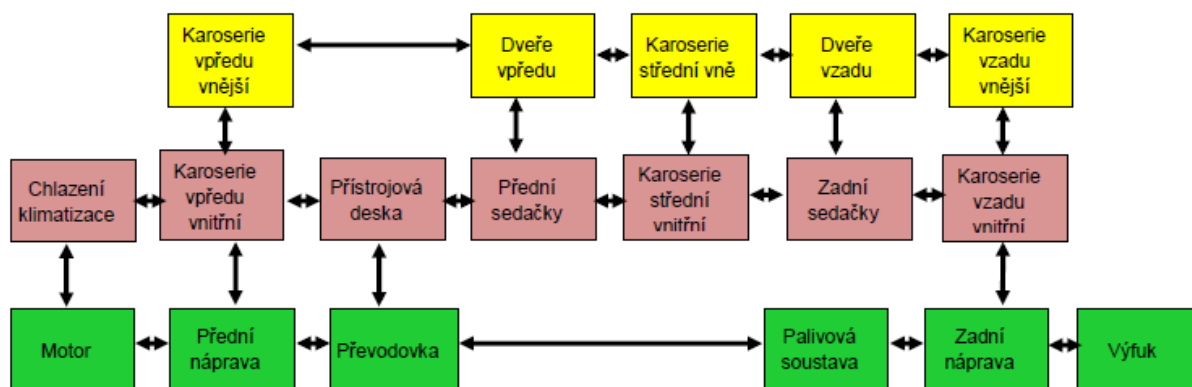 Karoserie
vpředu
vnější
Dveře
vpředu
Karoserie
střední vně
Dveře
vzadu
Karoserie
vzadu
vnější
Chlazení
klimatizace
Karoserie
vpředu
vnitřní
Přístrojová
deska
Přední
sedačky
Karoserie
střední
vnitřní
Zadní
sedačky
Karoserie
vzadu
vnitřní
Motor
Přední
náprava
Převodovka
Palivová
soustava
Zadní
náprava
Výfuk